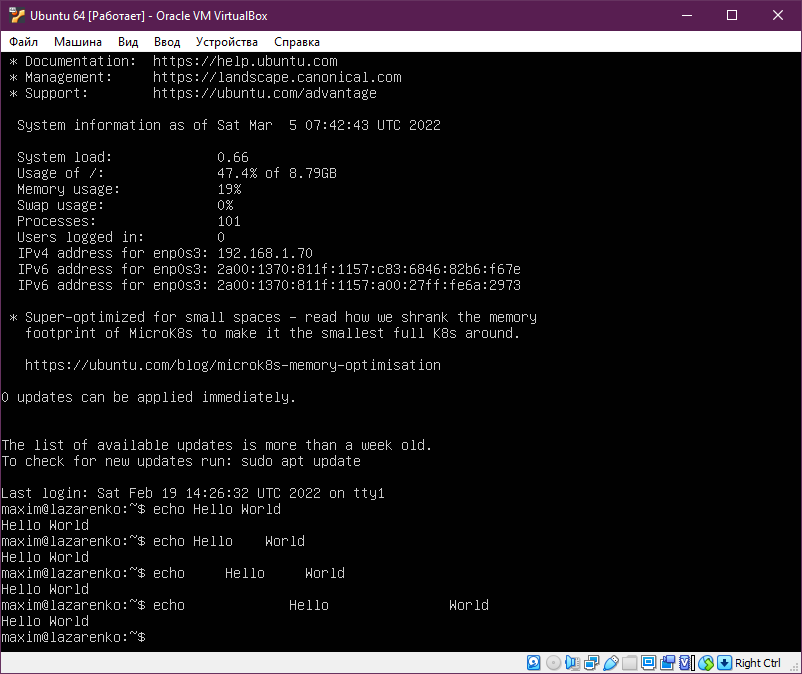 Ubuntu 64 [Работает] - Oracle VM VirtualBox
Файл Машина Вид Ввод Устройства Справка
* Documentation:  https://help.ubuntu.com
* Management:     https://landscape.canonical.com
* Support:        https://ubuntu.com/advantage
System information as of Sat Mar  5 07:42:43 UTC 2022
System load:             0.66
Usage of /:              47.4% of 8.79GB
Memory usage:            19%
Swap usage:              0%
Processes:               101
Users logged in:         0
IPv4 address for enp0s3: 192.168.1.70
IPv6 address for enp0s3: 2a00:1370:811f:1157:c83:6846:82b6:f67e
IPv6 address for enp0s3: 2a00:1370:811f:1157:a00:27ff:fe6a:2973
* Super-optimized for small spaces - read how we shrank the memory
footprint of MicroK8s to make it the smallest full K8s around.
https://ubuntu.com/blog/microk8s-memory-optimisation
0 updates can be applied immediately.
The list of available updates is more than a week old.
To check for new updates run: sudo apt update
Last login: Sat Feb 19 14:26:32 UTC 2022 on tty1
maxim@lazarenko:~$ echo Hello World
Hello World
maxim@lazarenko:~$ echo Hello    World
Hello World
maxim@lazarenko:~$ echo     Hello     World
Hello World
maxim@lazarenko:~$ echo             Hello               World
Hello World
maxim@lazarenko:~$
Right Ctrl